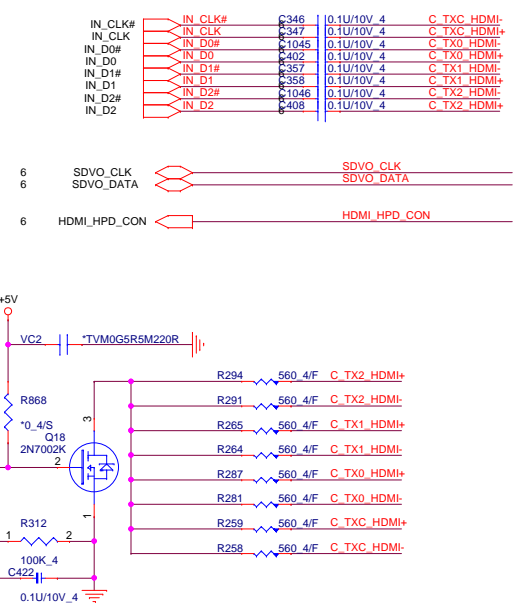 IN_CLK# IN_CLK# C346 0.1U/10V_4 C_TXC_HDMI-
IN_CLK IN_CLK C347 0.1U/10V_4 C_TXC_HDMI+
IN_D0# IN_D0# C1045 0.1U/10V_4 C_TX0_HDMI-
IN_D0 IN_D0 C402 0.1U/10V_4 C_TX0_HDMI+
IN_D1# IN_D1# C357 0.1U/10V_4 C_TX1_HDMI-
IN_D1 IN_D1 C358 0.1U/10V_4 C_TX1_HDMI+
IN_D2# IN_D2# C1046 0.1U/10V_4 C_TX2_HDMI-
IN_D2 IN_D2 C408 0.1U/10V_4 C_TX2_HDMI+
6 SDVO_CLK SDVO_CLK
6 SDVO_DATA SDVO_DATA
6 HDMI_HPD_CON HDMI_HPD_CON
+5V
VC2 *TVM0G5R5M220R
R294 560_4/F C_TX2_HDMI+
R868 R291 560_4/F C_TX2_HDMI-
*0_4/S 3 R265 560_4/F C_TX1_HDMI+
Q18
2N7002K R264 560_4/F C_TX1_HDMI-
2 R287 560_4/F C_TX0_HDMI+
R281 560_4/F C_TX0_HDMI-
R312 1 R259 560_4/F C_TXC_HDMI+
1 2
R258 560_4/F C_TXC_HDMI-
100K_4
C422
0.1U/10V_4